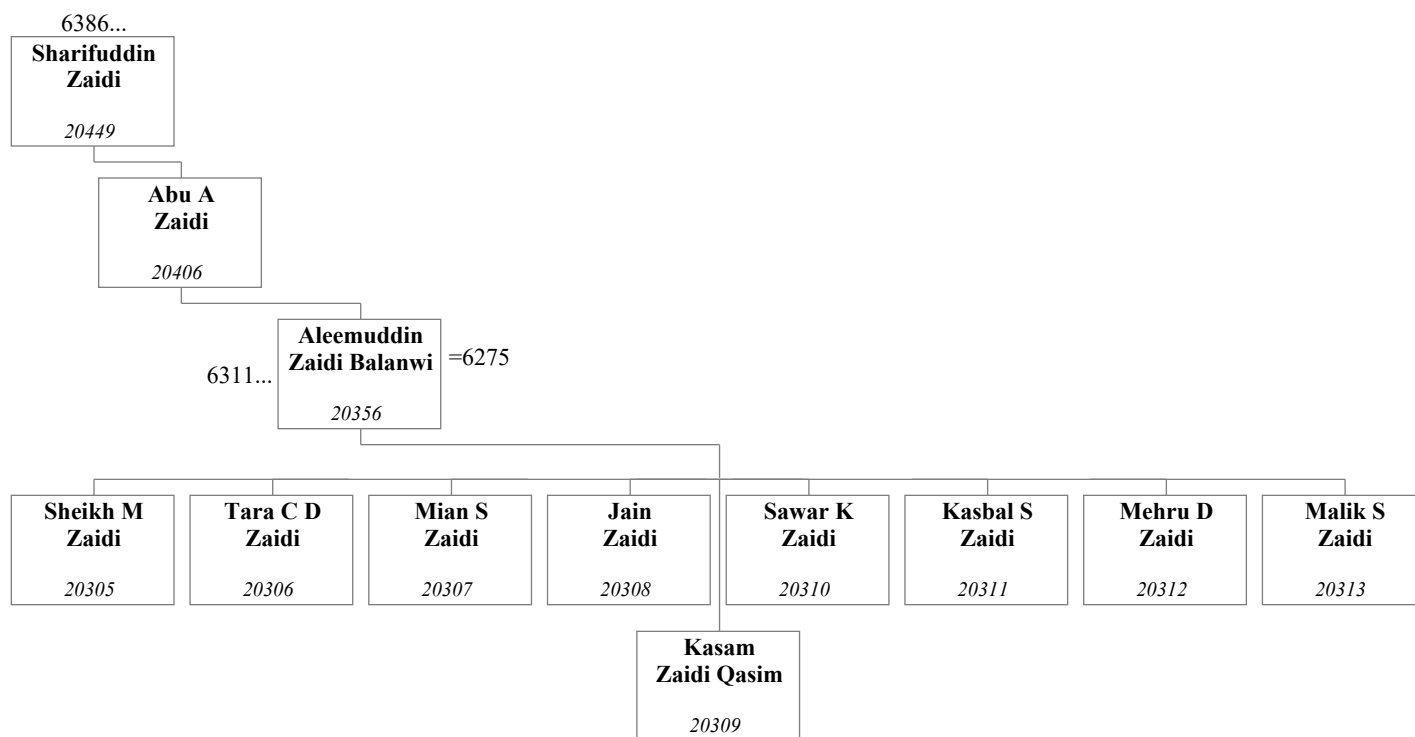 6386...
Sharifuddin
Zaidi
20449
Abu A
Zaidi
20406
Aleemuddin
Zaidi Balanwi
=6275
6311...
20356
Sheikh M
Zaidi
20305
Tara C D
Zaidi
20306
Mian S
Zaidi
20307
Jain
Zaidi
20308
Sawar K
Zaidi
20310
Kasbal S
Zaidi
20311
Mehru D
Zaidi
20312
Malik S
Zaidi
20313
Kasam
Zaidi Qasim
20309